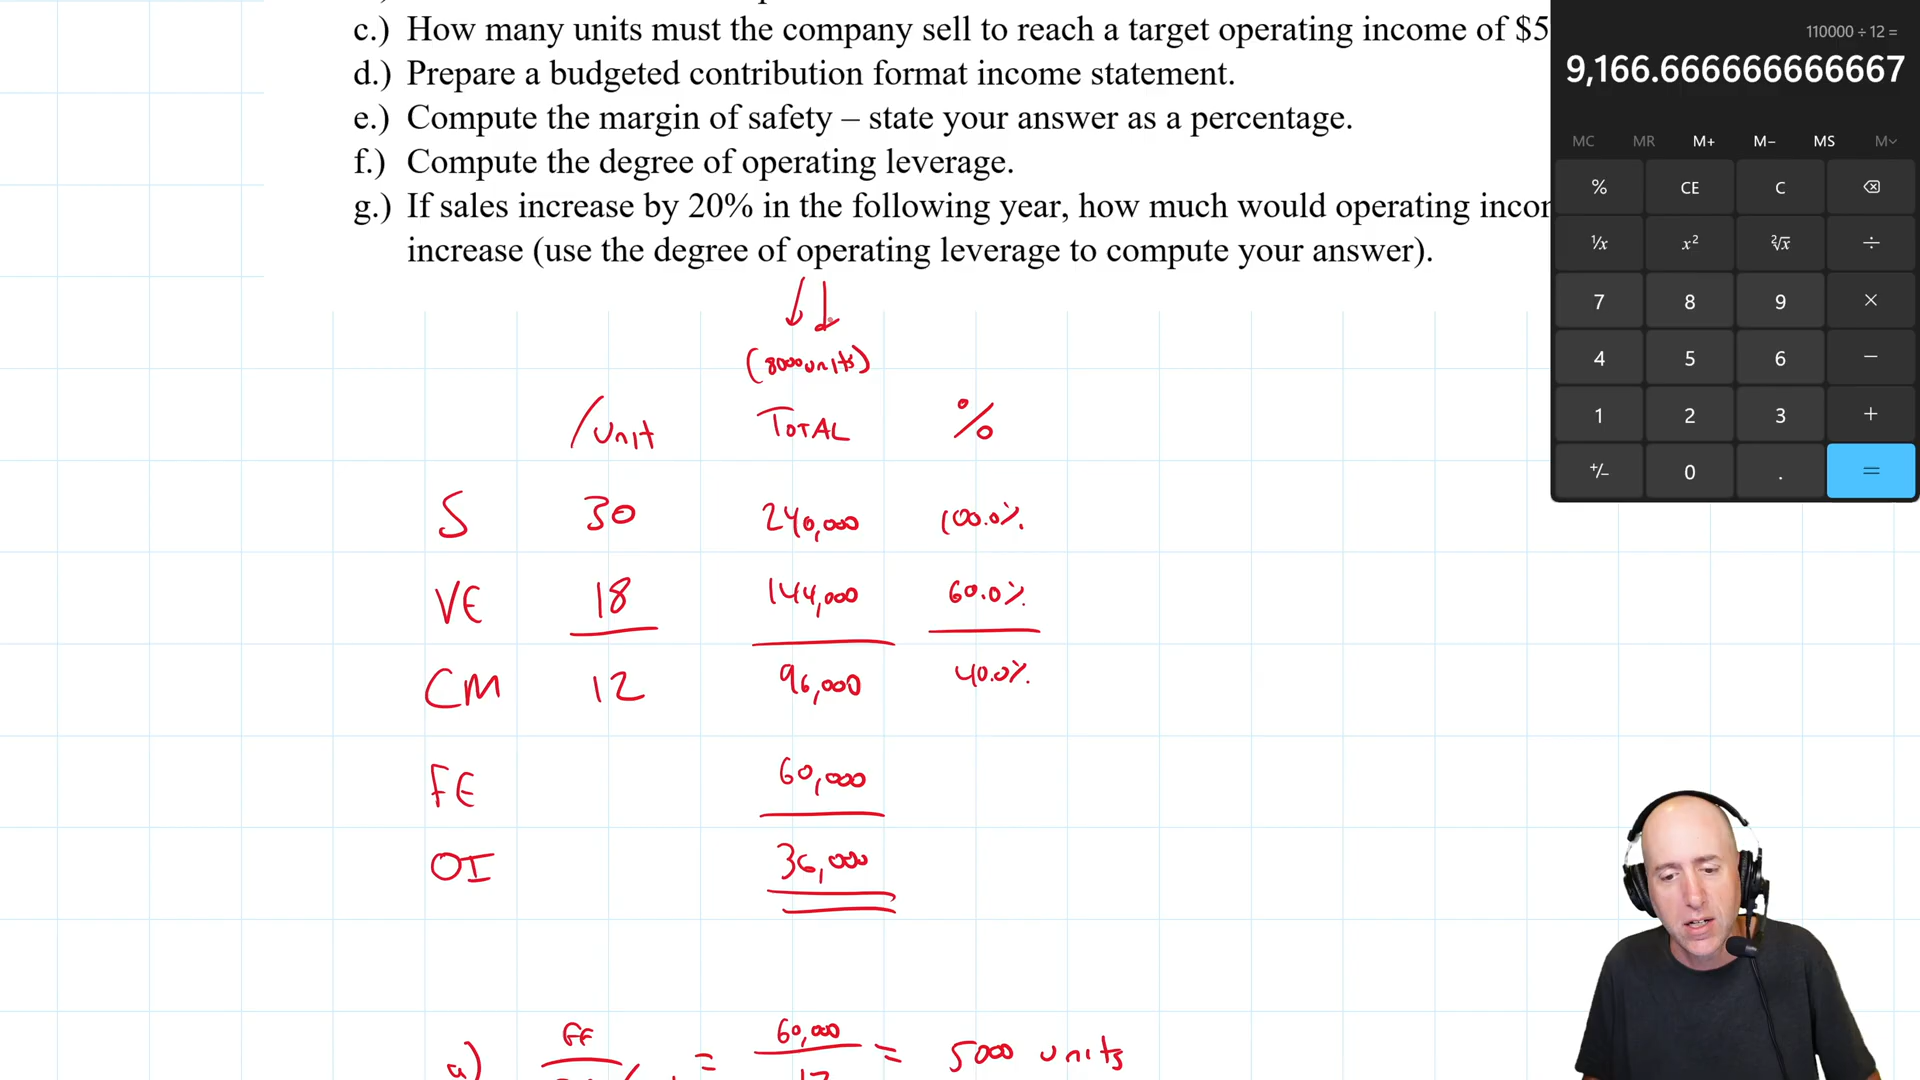 c.) How many units must the company sell to reach a target operating income of $5
d.) Prepare a budgeted contribution format income statement.
e.) Compute the margin of safety – state your answer as a percentage.
f.) Compute the degree of operating leverage.
g.) If sales increase by 20% in the following year, how much would operating incom
increase (use the degree of operating leverage to compute your answer).
110000 ÷ 12 =
9,166.666666666667
MC MR M+ M− MS M˅
% CE C
¹/x x² ²√x ÷
7 8 9 ×
4 5 6 −
1 2 3 +
+/− 0 . =
(8000 units)
/unit TOTAL %
S 30 240,000 100.0%
VE 18 144,000 60.0%
CM 12 96,000 40.0%
FE 60,000
OI 36,000
a) FE = 60,000 = 5000 units
12